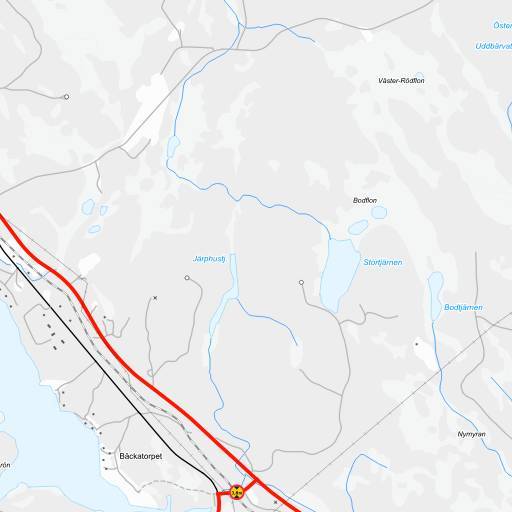 Öster
Uddbärvat
Väster-Rödflon
Bodflon
Järphustj.
Stortjärnen
Bodtjärnen
Nymyran
Bäckatorpet
rön